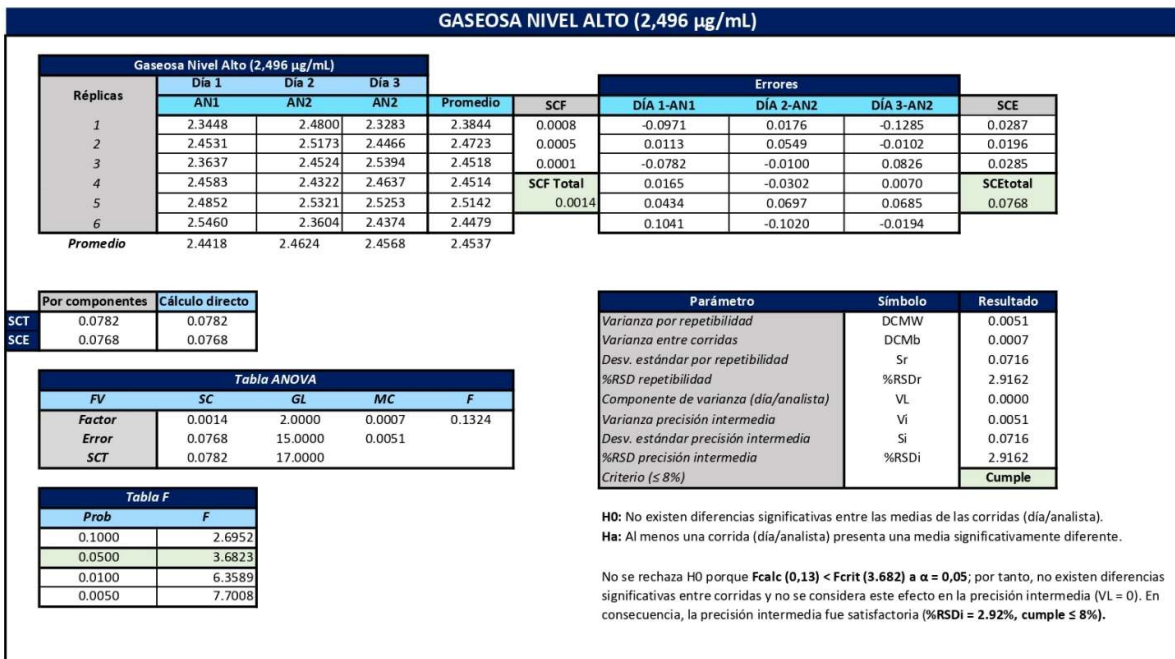 GASEOSA NIVEL ALTO (2,496 µg/mL)
Gaseosa Nivel Alto (2,496 µg/mL)
Réplicas Día 1 Día 2 Día 3 Errores
AN1 AN2 AN2 Promedio SCF DÍA 1-AN1 DÍA 2-AN2 DÍA 3-AN2 SCE
1 2.3448 2.4800 2.3283 2.3844 0.0008 -0.0971 0.0176 -0.1285 0.0287
2 2.4531 2.5173 2.4466 2.4723 0.0005 0.0113 0.0549 -0.0102 0.0196
3 2.3637 2.4524 2.5394 2.4518 0.0001 -0.0782 -0.0100 0.0826 0.0285
4 2.4583 2.4322 2.4637 2.4514 SCF Total 0.0165 -0.0302 0.0070 SCEtotal
5 2.4852 2.5321 2.5253 2.5142 0.0014 0.0434 0.0697 0.0685 0.0768
6 2.5460 2.3604 2.4374 2.4479 0.1041 -0.1020 -0.0194
Promedio 2.4418 2.4624 2.4568 2.4537
Por componentes Cálculo directo
SCT 0.0782 0.0782
SCE 0.0768 0.0768
Tabla ANOVA
FV SC GL MC F
Factor 0.0014 2.0000 0.0007 0.1324
Error 0.0768 15.0000 0.0051
SCT 0.0782 17.0000
Tabla F
Prob F
0.1000 2.6952
0.0500 3.6823
0.0100 6.3589
0.0050 7.7008
Parámetro Símbolo Resultado
Varianza por repetibilidad DCMW 0.0051
Varianza entre corridas DCMb 0.0007
Desv. estándar por repetibilidad Sr 0.0716
%RSD repetibilidad %RSDr 2.9162
Componente de varianza (día/analista) VL 0.0000
Varianza precisión intermedia Vi 0.0051
Desv. estándar precisión intermedia Si 0.0716
%RSD precisión intermedia %RSDi 2.9162
Criterio (≤ 8%) Cumple
H0: No existen diferencias significativas entre las medias de las corridas (día/analista).
Ha: Al menos una corrida (día/analista) presenta una media significativamente diferente.
No se rechaza H0 porque Fcalc (0,13) < Fcrit (3.682) a α = 0,05; por tanto, no existen diferencias
significativas entre corridas y no se considera este efecto en la precisión intermedia (VL = 0). En
consecuencia, la precisión intermedia fue satisfactoria (%RSDi = 2.92%, cumple ≤ 8%).